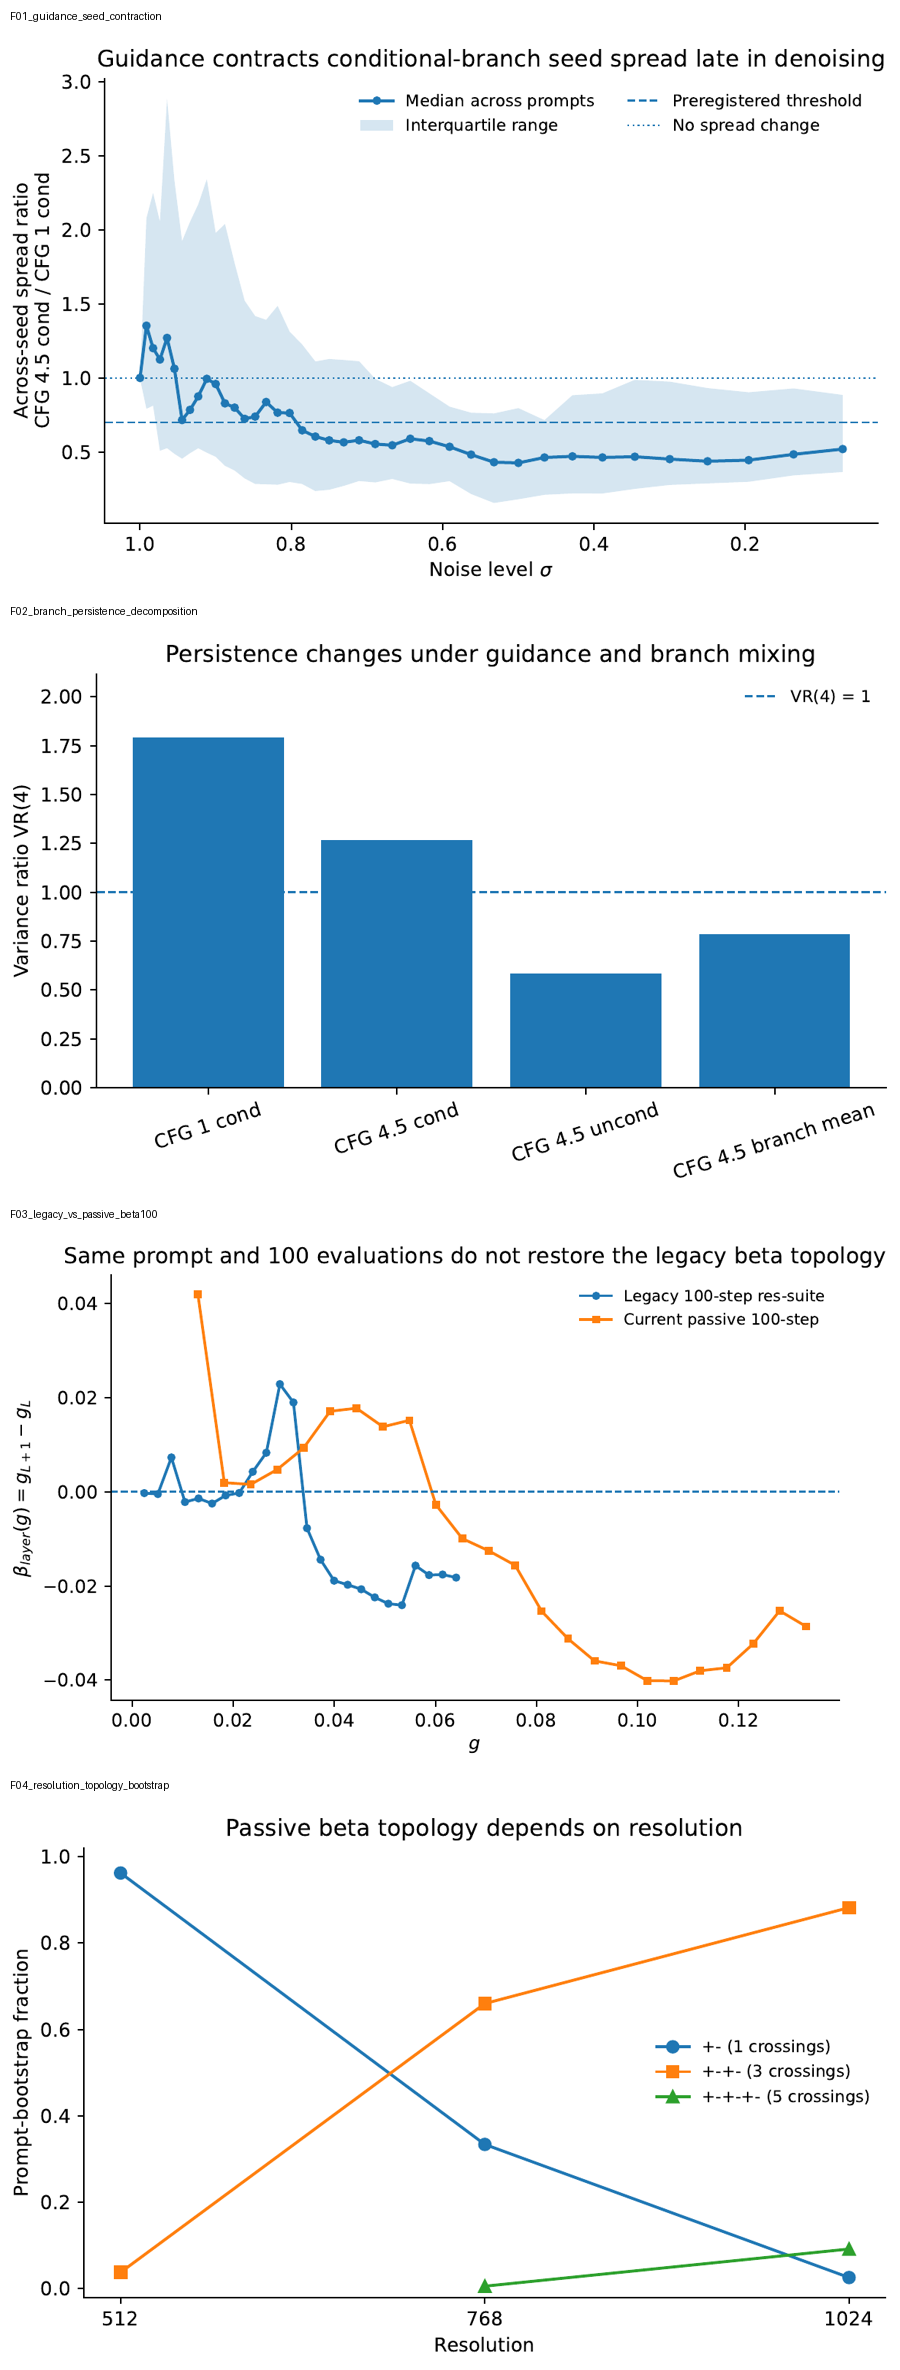 F01_guidance_seed_contraction
Guidance contracts conditional-branch seed spread late in denoising
Across-seed spread ratio
CFG 4.5 cond / CFG 1 cond
3.0
2.5
2.0
1.5
1.0
0.5
Median across prompts
Interquartile range
Preregistered threshold
No spread change
1.0 0.8 0.6 0.4 0.2
Noise level σ
F02_branch_persistence_decomposition
Persistence changes under guidance and branch mixing
Variance ratio VR(4)
2.00
1.75
1.50
1.25
1.00
0.75
0.50
0.25
0.00
VR(4) = 1
CFG 1 cond
CFG 4.5 cond
CFG 4.5 uncond
CFG 4.5 branch mean
F03_legacy_vs_passive_beta100
Same prompt and 100 evaluations do not restore the legacy beta topology
β_layer(g) = g_{L+1} − g_L
0.04
0.02
0.00
−0.02
−0.04
Legacy 100-step res-suite
Current passive 100-step
0.00 0.02 0.04 0.06 0.08 0.10 0.12
g
F04_resolution_topology_bootstrap
Passive beta topology depends on resolution
Prompt-bootstrap fraction
1.0
0.8
0.6
0.4
0.2
0.0
+- (1 crossings)
+-+- (3 crossings)
+-+-+- (5 crossings)
512 768 1024
Resolution